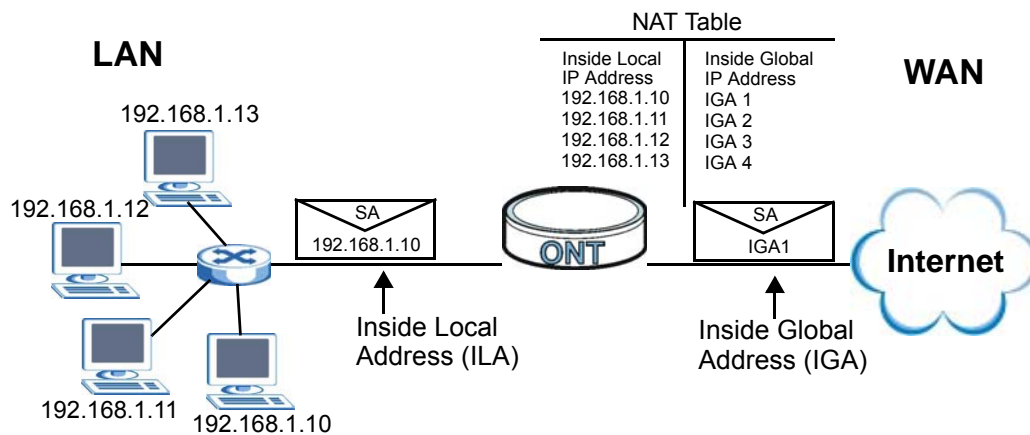 NAT Table
LAN
WAN
Inside Local
IP Address
192.168.1.10
192.168.1.11
192.168.1.12
192.168.1.13
Inside Global
IP Address
IGA 1
IGA 2
IGA 3
IGA 4
192.168.1.13
192.168.1.12
192.168.1.11
192.168.1.10
SA
192.168.1.10
ONT
SA
IGA1
Internet
Inside Local
Address (ILA)
Inside Global
Address (IGA)